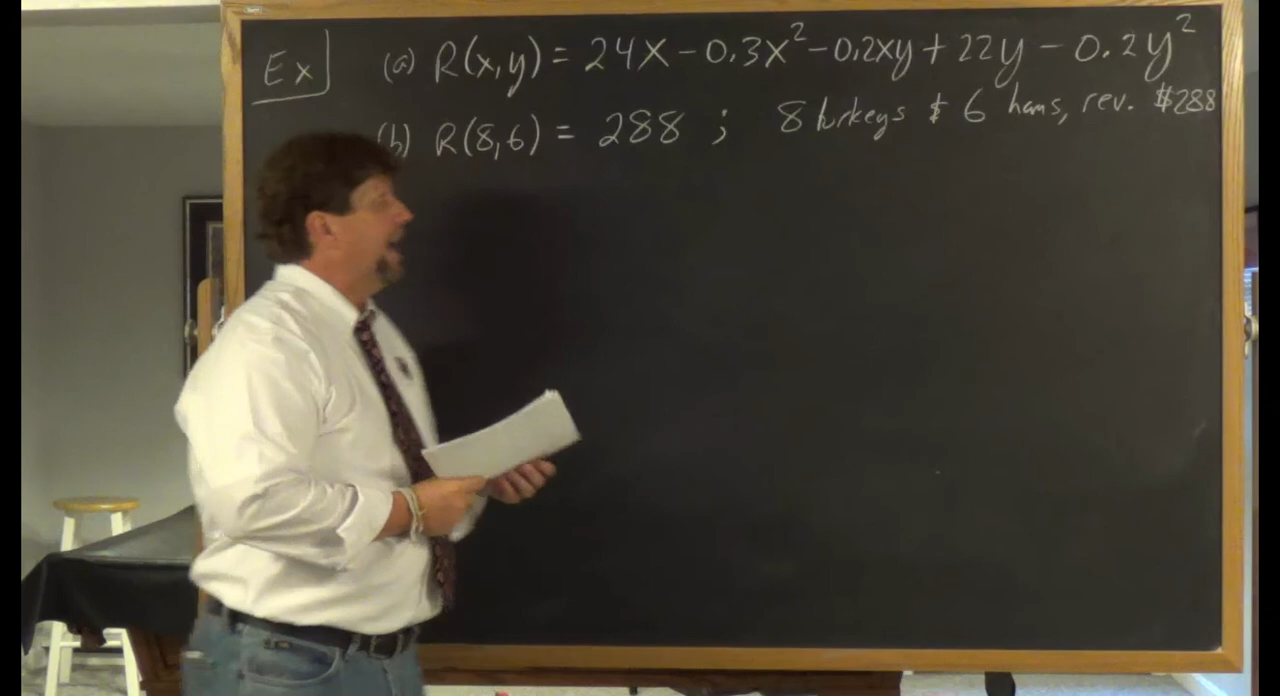 Ex (a) R(x,y) = 24x - 0.3x² - 0.2xy + 22y - 0.2y²
(b) R(8,6) = 288 ; 8 turkeys & 6 hams, rev. $288